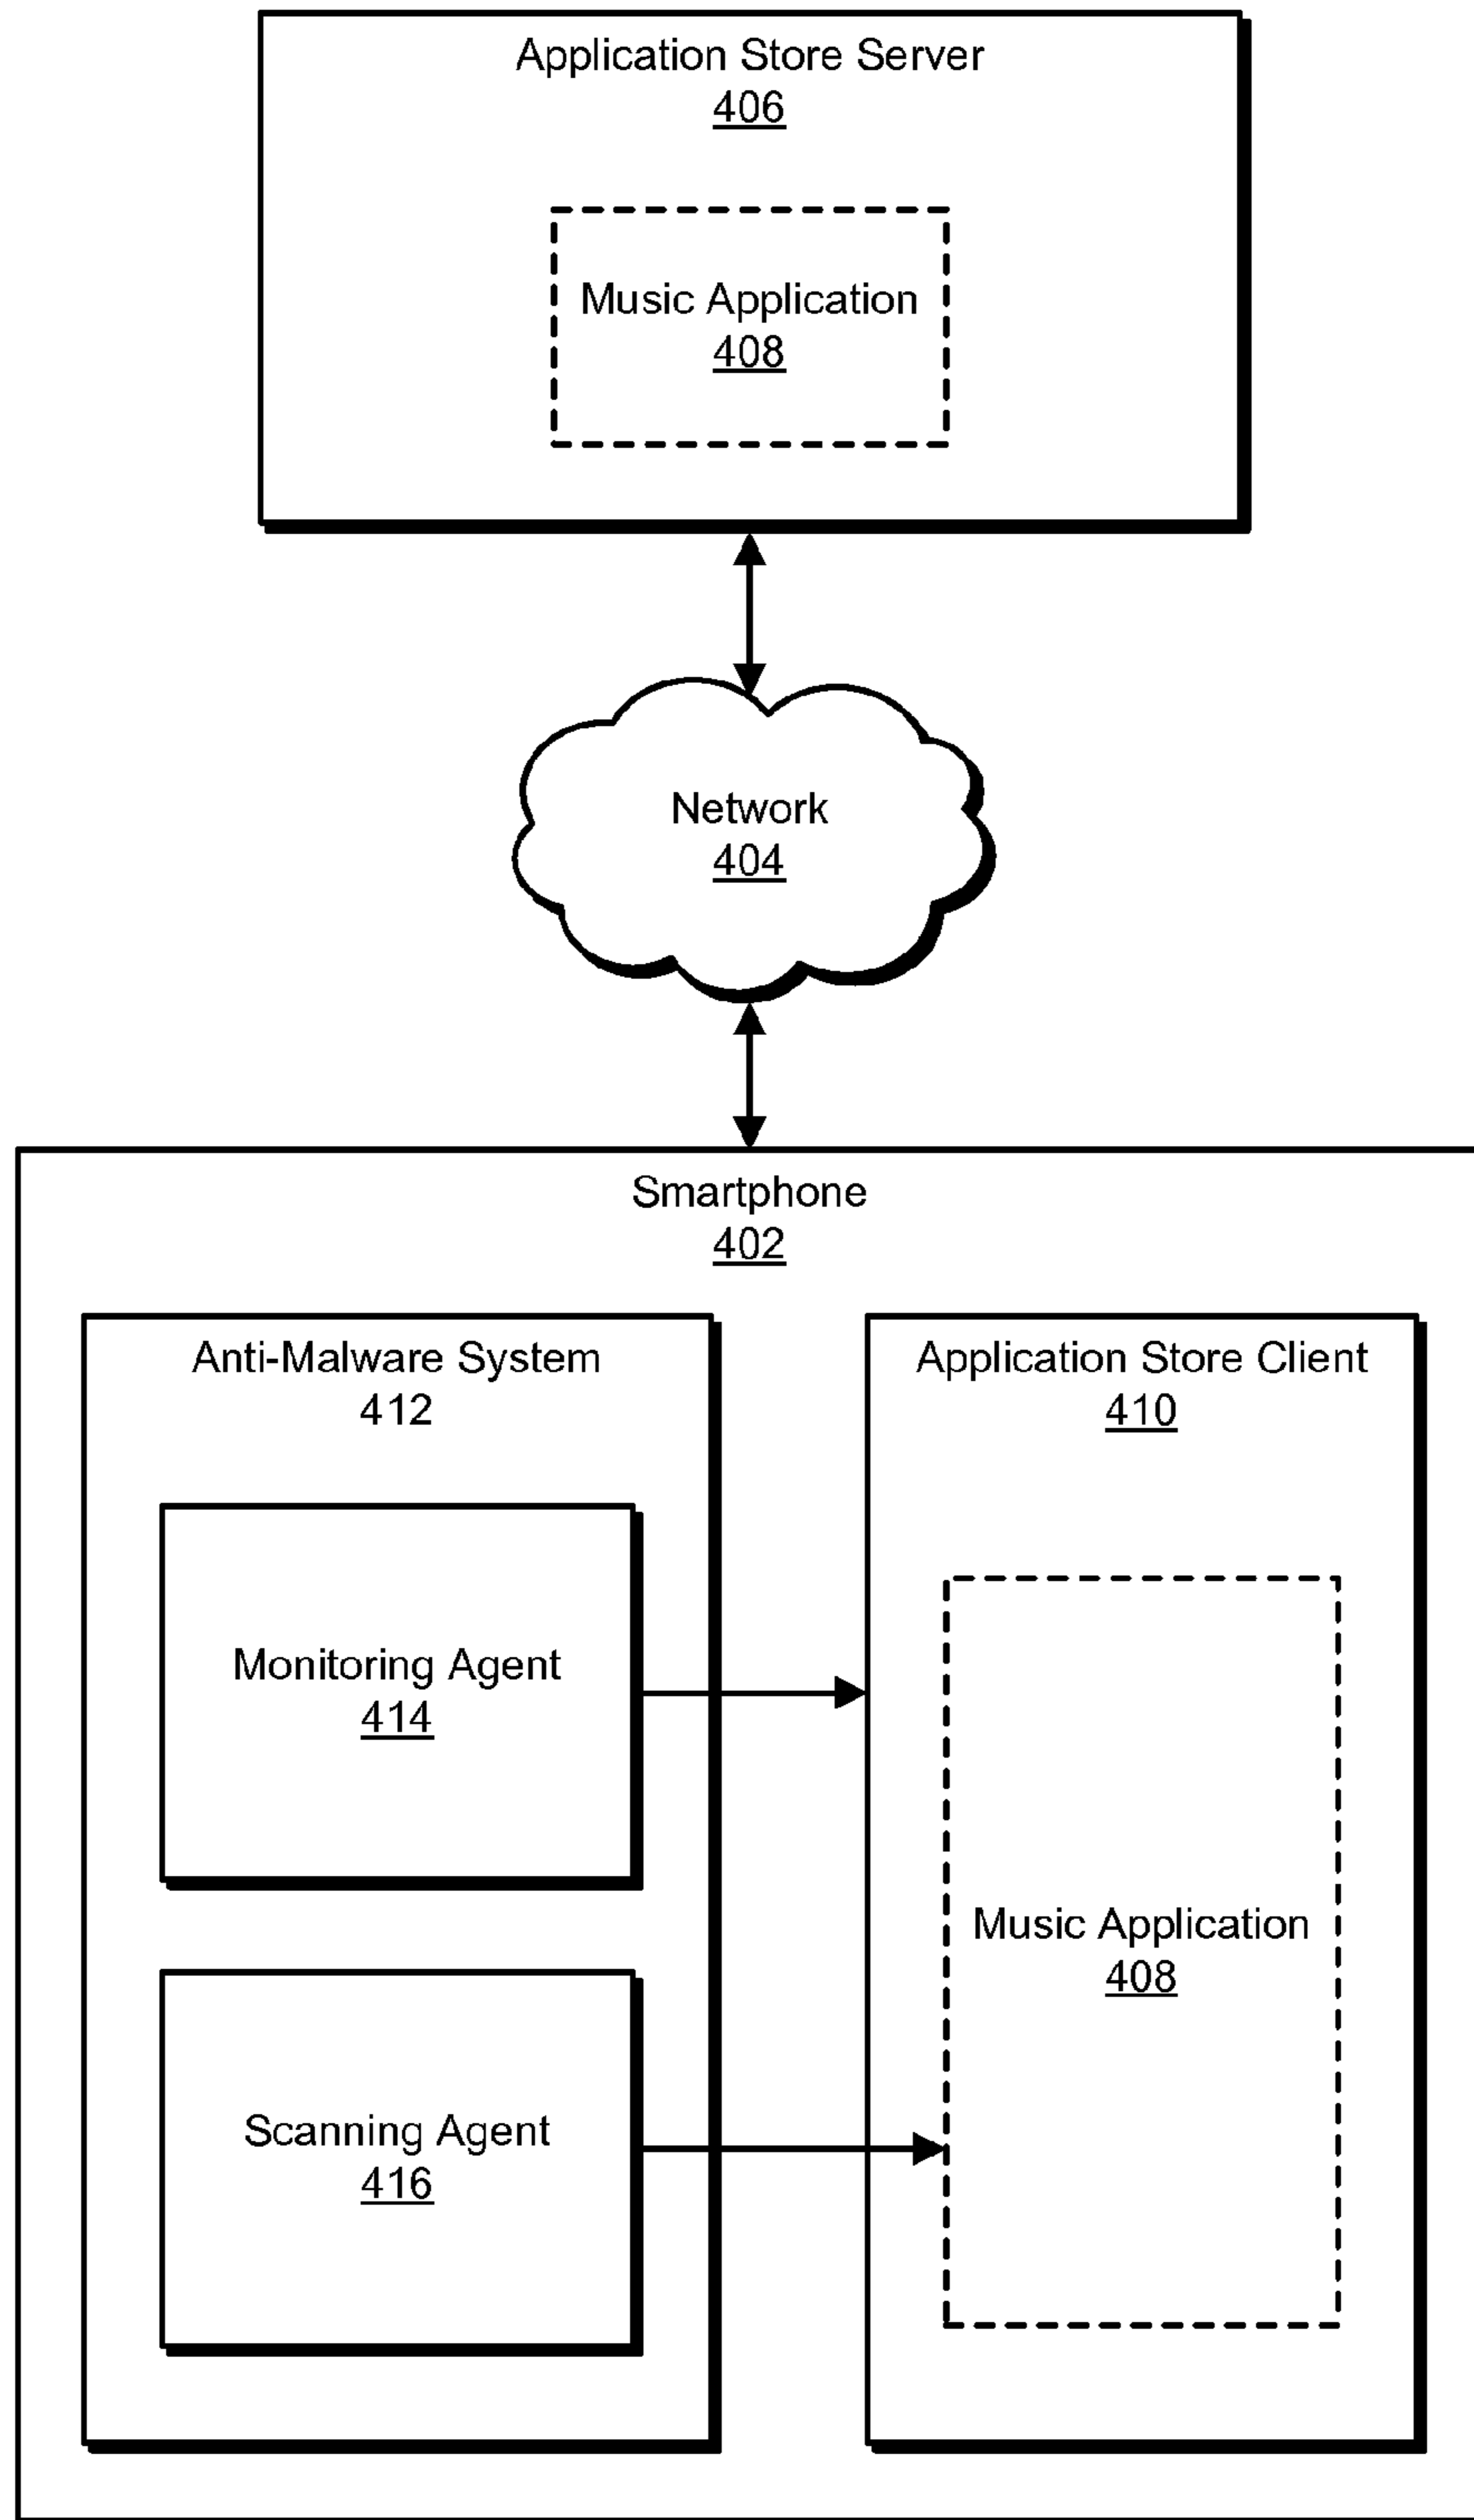 Application Store Server
406
Music Application
408
Network
404
Smartphone
402
Anti-Malware System
412
Application Store Client
410
Monitoring Agent
414
Music Application
408
Scanning Agent
416